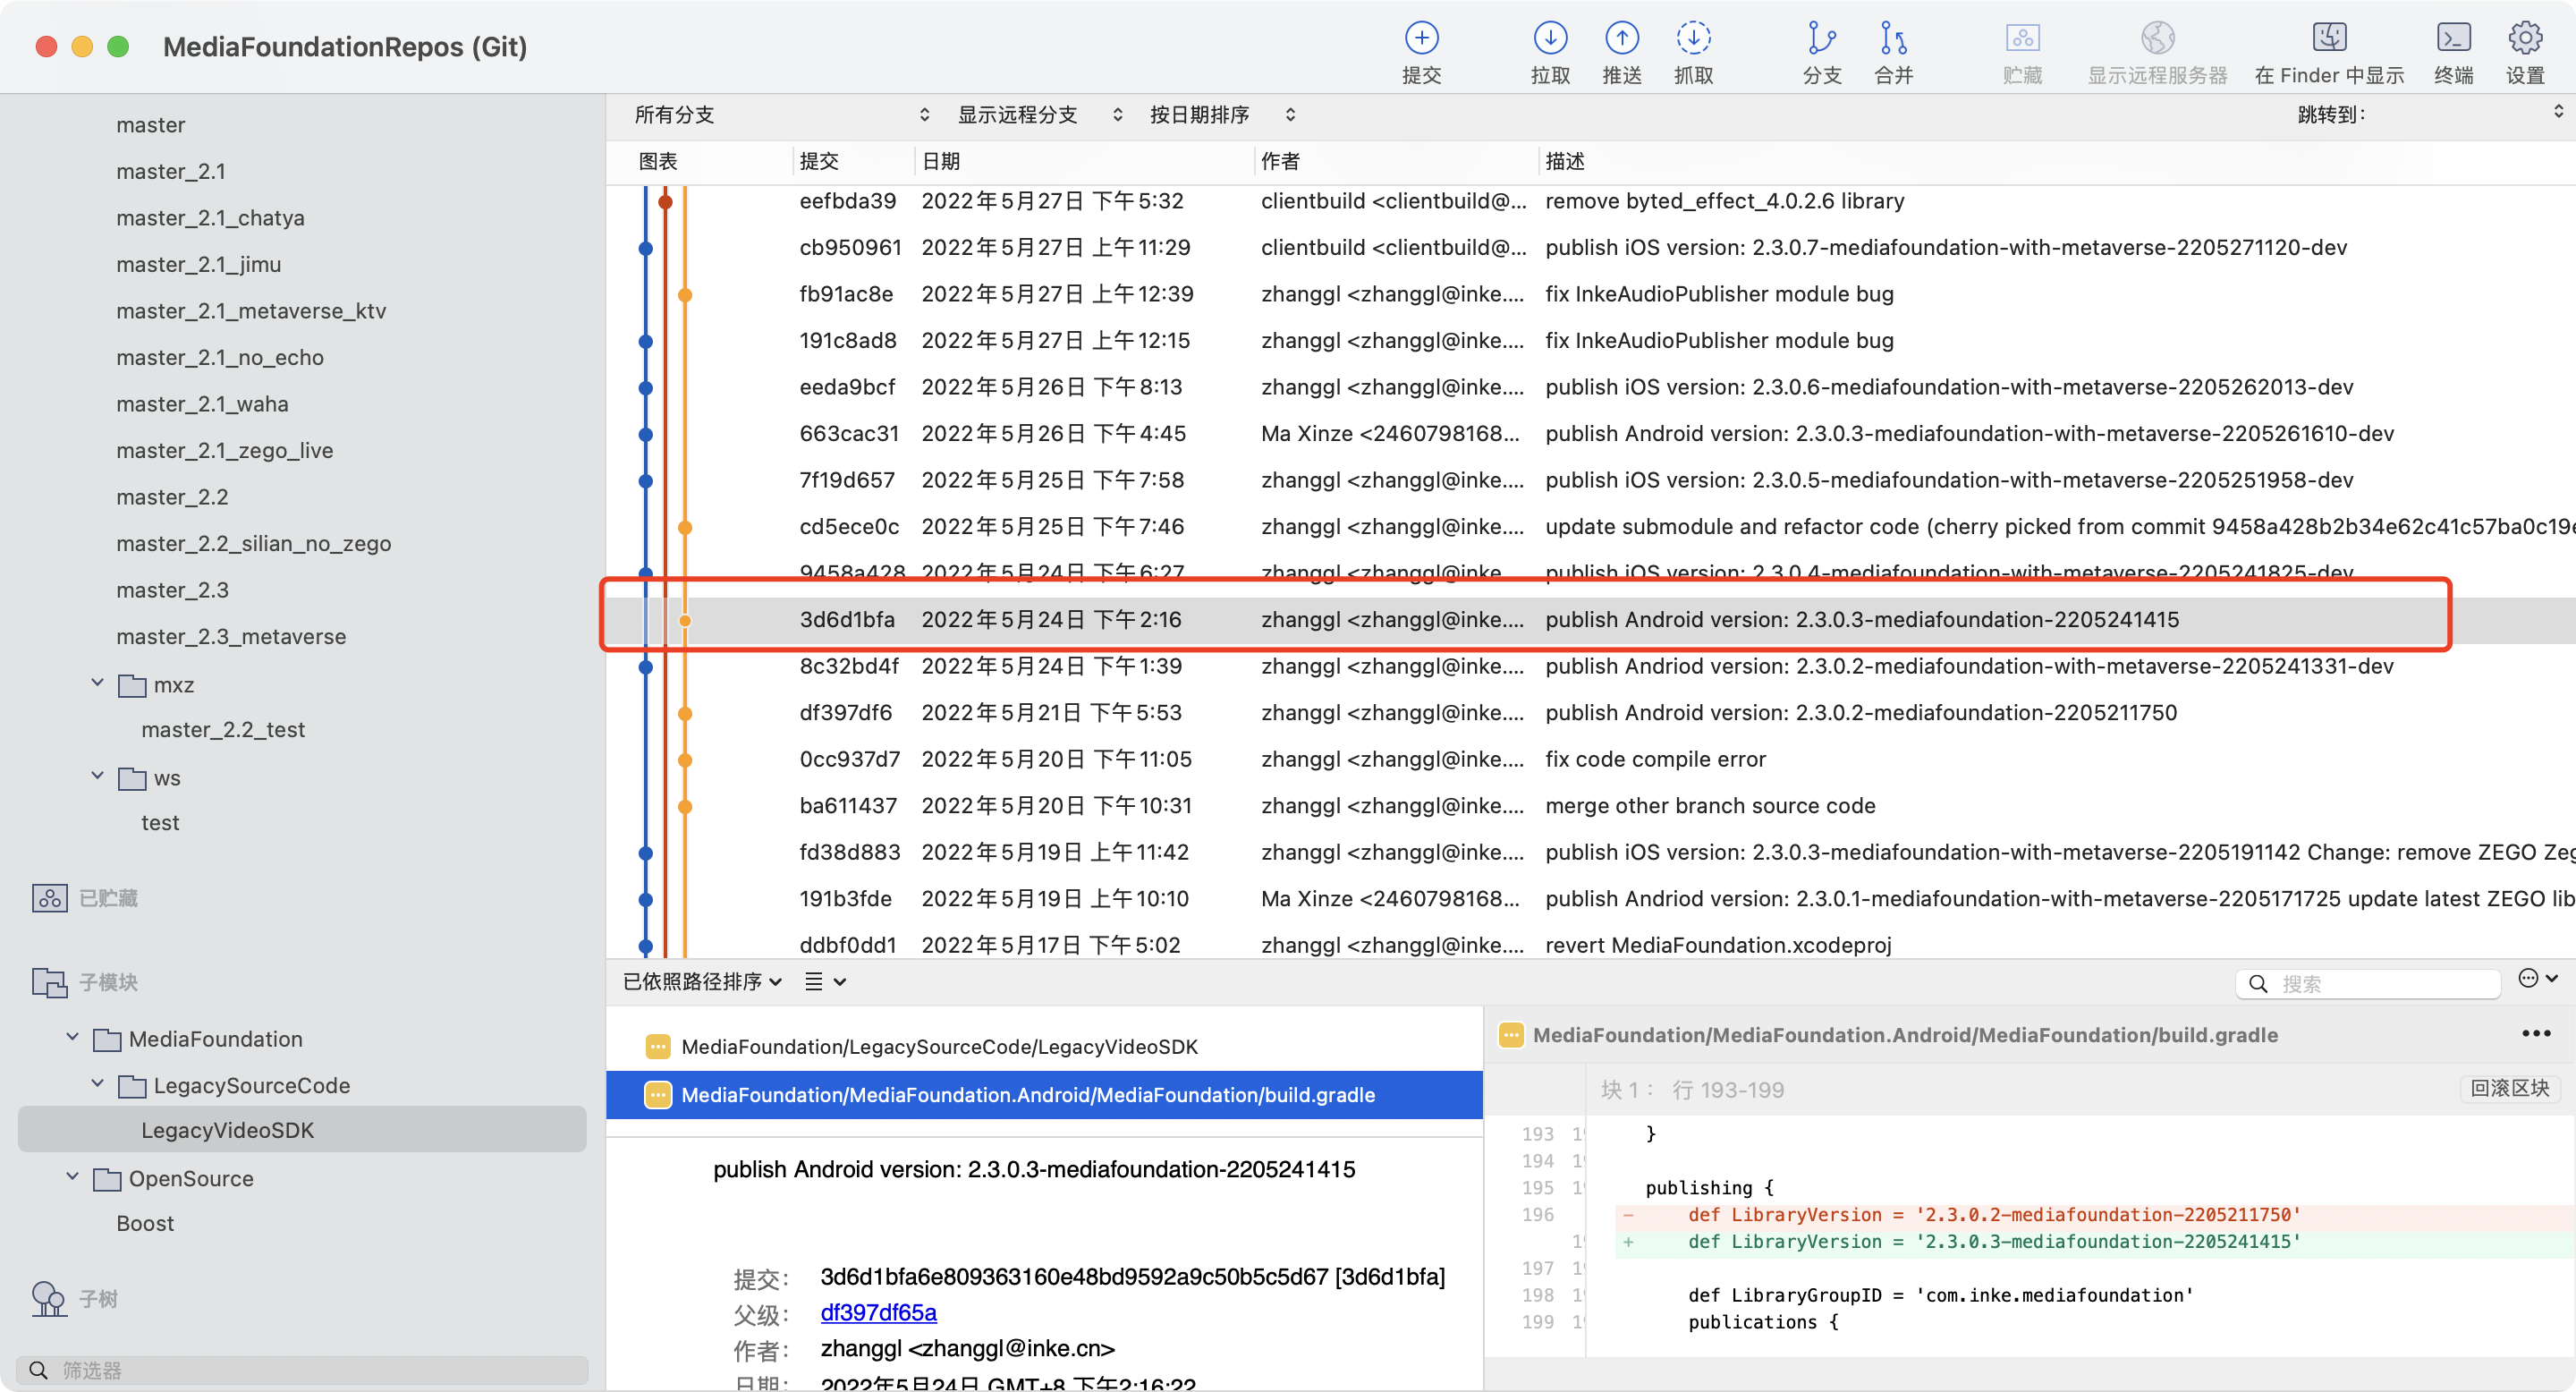 MediaFoundationRepos (Git)
提交
拉取
推送
抓取
分支
合并
贮藏
显示远程服务器
在 Finder 中显示
终端
设置
master
master_2.1
master_2.1_chatya
master_2.1_jimu
master_2.1_metaverse_ktv
master_2.1_no_echo
master_2.1_waha
master_2.1_zego_live
master_2.2
master_2.2_silian_no_zego
master_2.3
master_2.3_metaverse
mxz
master_2.2_test
ws
test
已贮藏
子模块
MediaFoundation
LegacySourceCode
LegacyVideoSDK
OpenSource
Boost
子树
筛选器
所有分支 显示远程分支 按日期排序 跳转到：
图表 提交 日期 作者 描述
eefbda39 2022年5月27日 下午5:32 clientbuild <clientbuild@... remove byted_effect_4.0.2.6 library
cb950961 2022年5月27日 上午11:29 clientbuild <clientbuild@... publish iOS version: 2.3.0.7-mediafoundation-with-metaverse-2205271120-dev
fb91ac8e 2022年5月27日 上午12:39 zhanggl <zhanggl@inke.... fix InkeAudioPublisher module bug
191c8ad8 2022年5月27日 上午12:15 zhanggl <zhanggl@inke.... fix InkeAudioPublisher module bug
eeda9bcf 2022年5月26日 下午8:13 zhanggl <zhanggl@inke.... publish iOS version: 2.3.0.6-mediafoundation-with-metaverse-2205262013-dev
663cac31 2022年5月26日 下午4:45 Ma Xinze <2460798168... publish Android version: 2.3.0.3-mediafoundation-with-metaverse-2205261610-dev
7f19d657 2022年5月25日 下午7:58 zhanggl <zhanggl@inke.... publish iOS version: 2.3.0.5-mediafoundation-with-metaverse-2205251958-dev
cd5ece0c 2022年5月25日 下午7:46 zhanggl <zhanggl@inke.... update submodule and refactor code (cherry picked from commit 9458a428b2b34e62c41c57ba0c19e
9458a428 2022年5月24日 下午6:27 zhanggl <zhanggl@inke.... publish iOS version: 2.3.0.4-mediafoundation-with-metaverse-2205241825-dev
3d6d1bfa 2022年5月24日 下午2:16 zhanggl <zhanggl@inke.... publish Android version: 2.3.0.3-mediafoundation-2205241415
8c32bd4f 2022年5月24日 下午1:39 zhanggl <zhanggl@inke.... publish Andriod version: 2.3.0.2-mediafoundation-with-metaverse-2205241331-dev
df397df6 2022年5月21日 下午5:53 zhanggl <zhanggl@inke.... publish Android version: 2.3.0.2-mediafoundation-2205211750
0cc937d7 2022年5月20日 下午11:05 zhanggl <zhanggl@inke.... fix code compile error
ba611437 2022年5月20日 下午10:31 zhanggl <zhanggl@inke.... merge other branch source code
fd38d883 2022年5月19日 上午11:42 zhanggl <zhanggl@inke.... publish iOS version: 2.3.0.3-mediafoundation-with-metaverse-2205191142 Change: remove ZEGO Zeg
191b3fde 2022年5月19日 上午10:10 Ma Xinze <2460798168... publish Andriod version: 2.3.0.1-mediafoundation-with-metaverse-2205171725 update latest ZEGO lib
ddbf0dd1 2022年5月17日 下午5:02 zhanggl <zhanggl@inke.... revert MediaFoundation.xcodeproj
已依照路径排序
搜索
MediaFoundation/LegacySourceCode/LegacyVideoSDK
MediaFoundation/MediaFoundation.Android/MediaFoundation/build.gradle
publish Android version: 2.3.0.3-mediafoundation-2205241415
提交： 3d6d1bfa6e809363160e48bd9592a9c50b5c5d67 [3d6d1bfa]
父级： df397df65a
作者： zhanggl <zhanggl@inke.cn>
日期： 2022年5月24日 GMT+8 下午2:16:22
MediaFoundation/MediaFoundation.Android/MediaFoundation/build.gradle
块 1： 行 193-199
回滚区块
193 }
194
195 publishing {
196 - def LibraryVersion = '2.3.0.2-mediafoundation-2205211750'
+ def LibraryVersion = '2.3.0.3-mediafoundation-2205241415'
197
198 def LibraryGroupID = 'com.inke.mediafoundation'
199 publications {